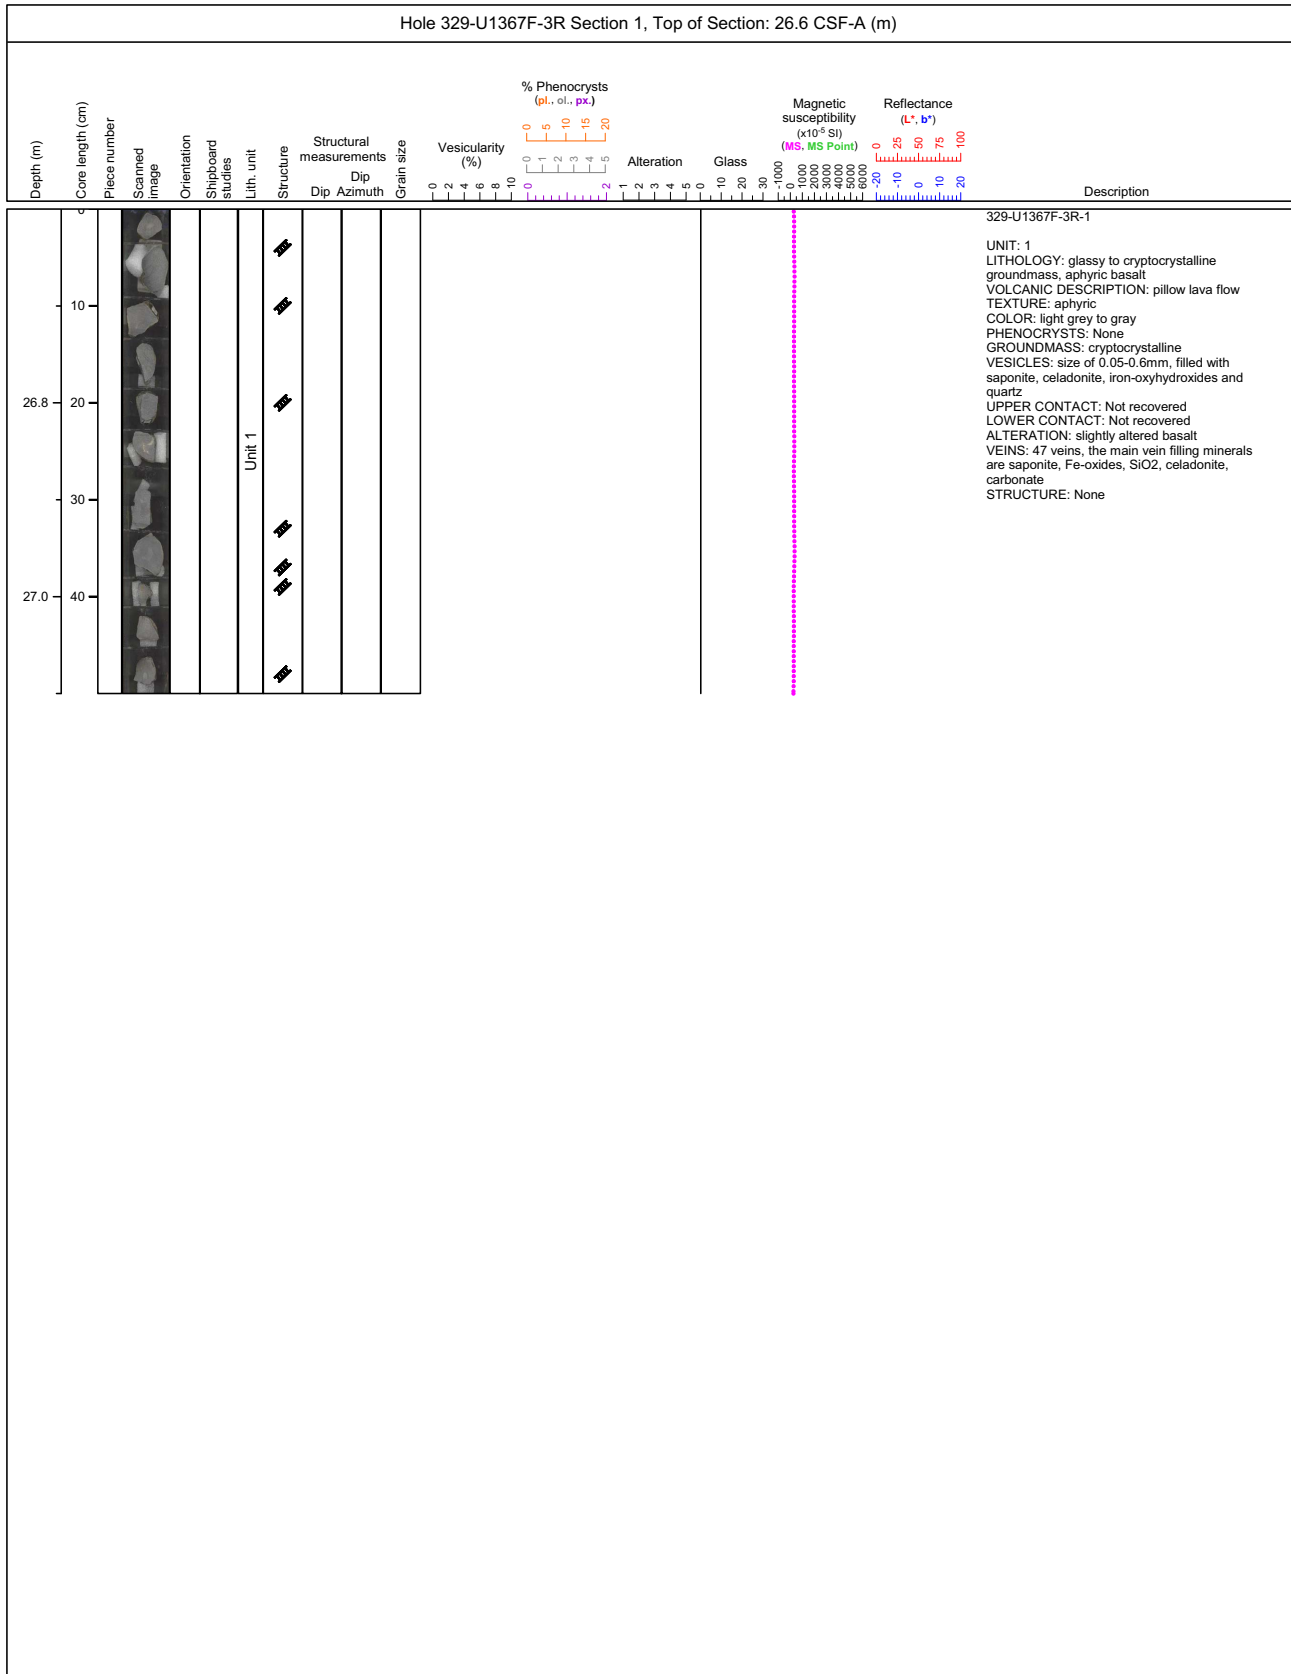 Hole 329-U1367F-3R Section 1, Top of Section: 26.6 CSF-A (m)
Depth (m)
Core length (cm)
Piece number
Scanned
image
Orientation
Shipboard
studies
Lith. unit
Structure
Structural
measurements
Dip
Dip Azimuth
Grain size
Vesicularity
(%)
0 2 4 6 8 10
% Phenocrysts
(pl., ol., px.)
0 5 10 15 20
0 1 2 3 4 5
0 2
Alteration
1 2 3 4 5
Glass
0 10 20 30
Magnetic
susceptibility
(x10⁻⁵ SI)
(MS, MS Point)
-1000 0 1000 2000 3000 4000 5000 6000
Reflectance
(L*, b*)
0 25 50 75 100
-20 -10 0 10 20
Description
0
10
26.8 20
30
27.0 40
Unit 1
329-U1367F-3R-1
UNIT: 1
LITHOLOGY: glassy to cryptocrystalline
groundmass, aphyric basalt
VOLCANIC DESCRIPTION: pillow lava flow
TEXTURE: aphyric
COLOR: light grey to gray
PHENOCRYSTS: None
GROUNDMASS: cryptocrystalline
VESICLES: size of 0.05-0.6mm, filled with
saponite, celadonite, iron-oxyhydroxides and
quartz
UPPER CONTACT: Not recovered
LOWER CONTACT: Not recovered
ALTERATION: slightly altered basalt
VEINS: 47 veins, the main vein filling minerals
are saponite, Fe-oxides, SiO2, celadonite,
carbonate
STRUCTURE: None